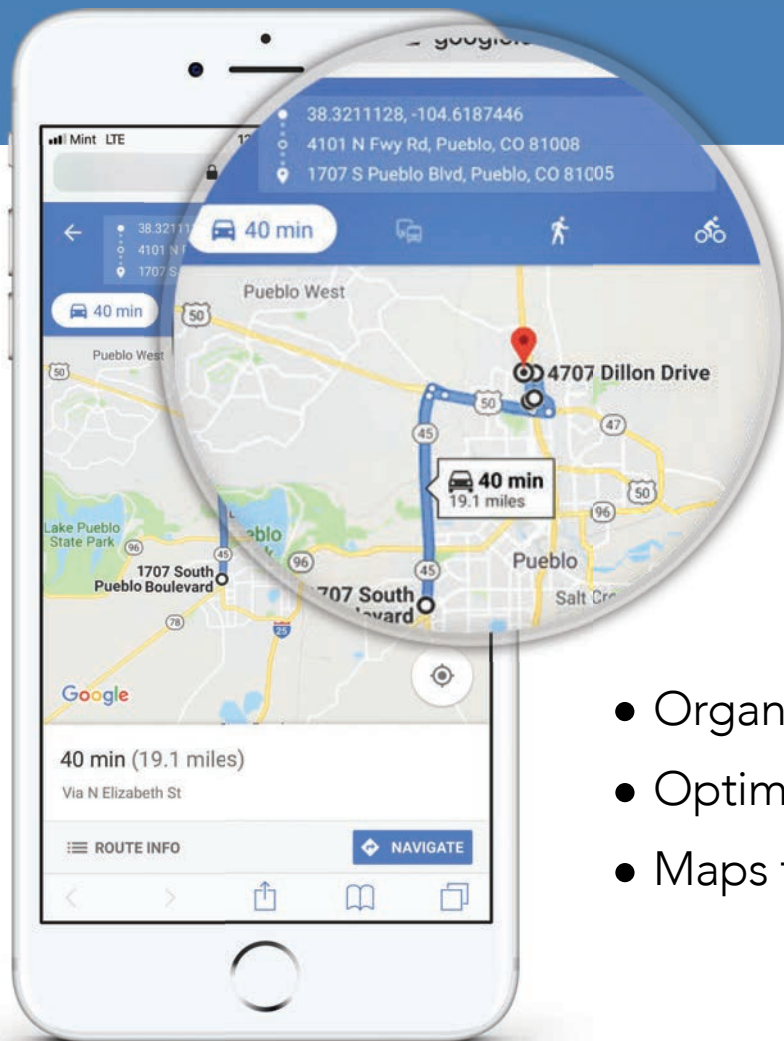 Mint LTE
38.3211128, -104.6187446
4101 N Fwy Rd, Pueblo, CO 81008
1707 S Pueblo Blvd, Pueblo, CO 81005
40 min
Pueblo West
50
4707 Dillon Drive
50
45
47
40 min
19.1 miles
50
96
45
Pueblo
707 South
Salt
40 min
Pueblo West
50
Lake Pueblo
State Park
96
96
45
1707 South
Pueblo Boulevard
78
25
Google
40 min (19.1 miles)
Via N Elizabeth St
ROUTE INFO
NAVIGATE
● Organ
● Optim
● Maps